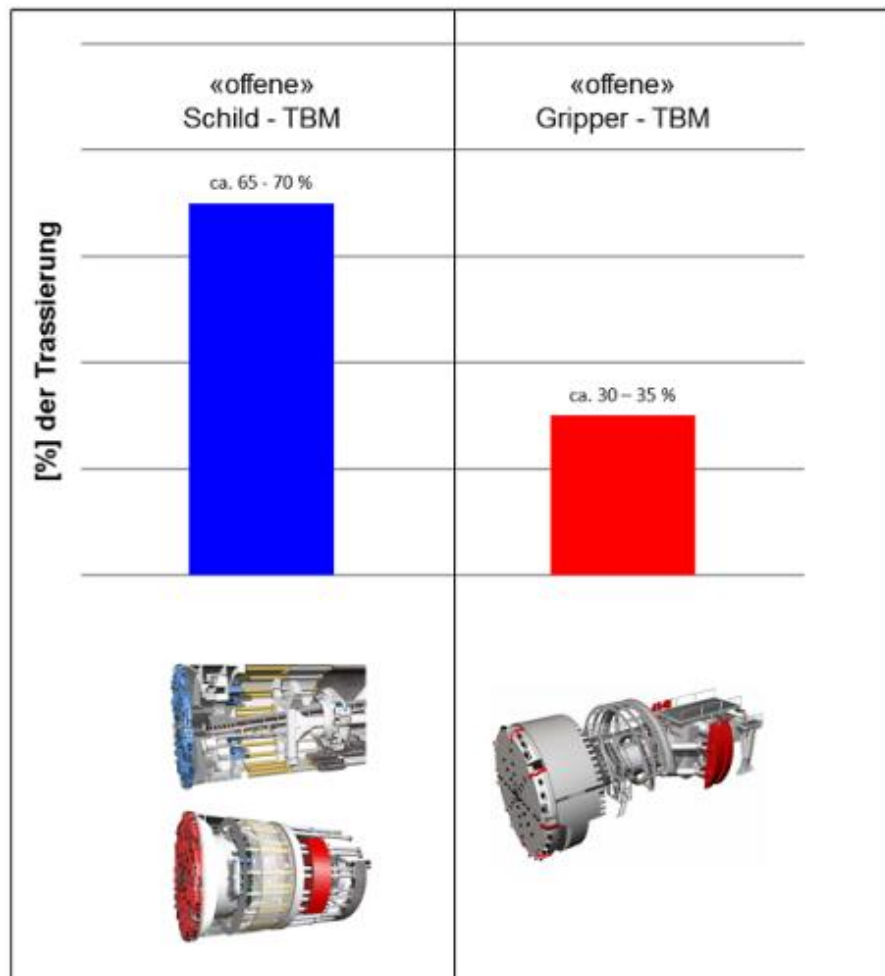 «offene»
Schild - TBM
«offene»
Gripper - TBM
ca. 65 - 70 %
ca. 30 – 35 %
[%] der Trassierung